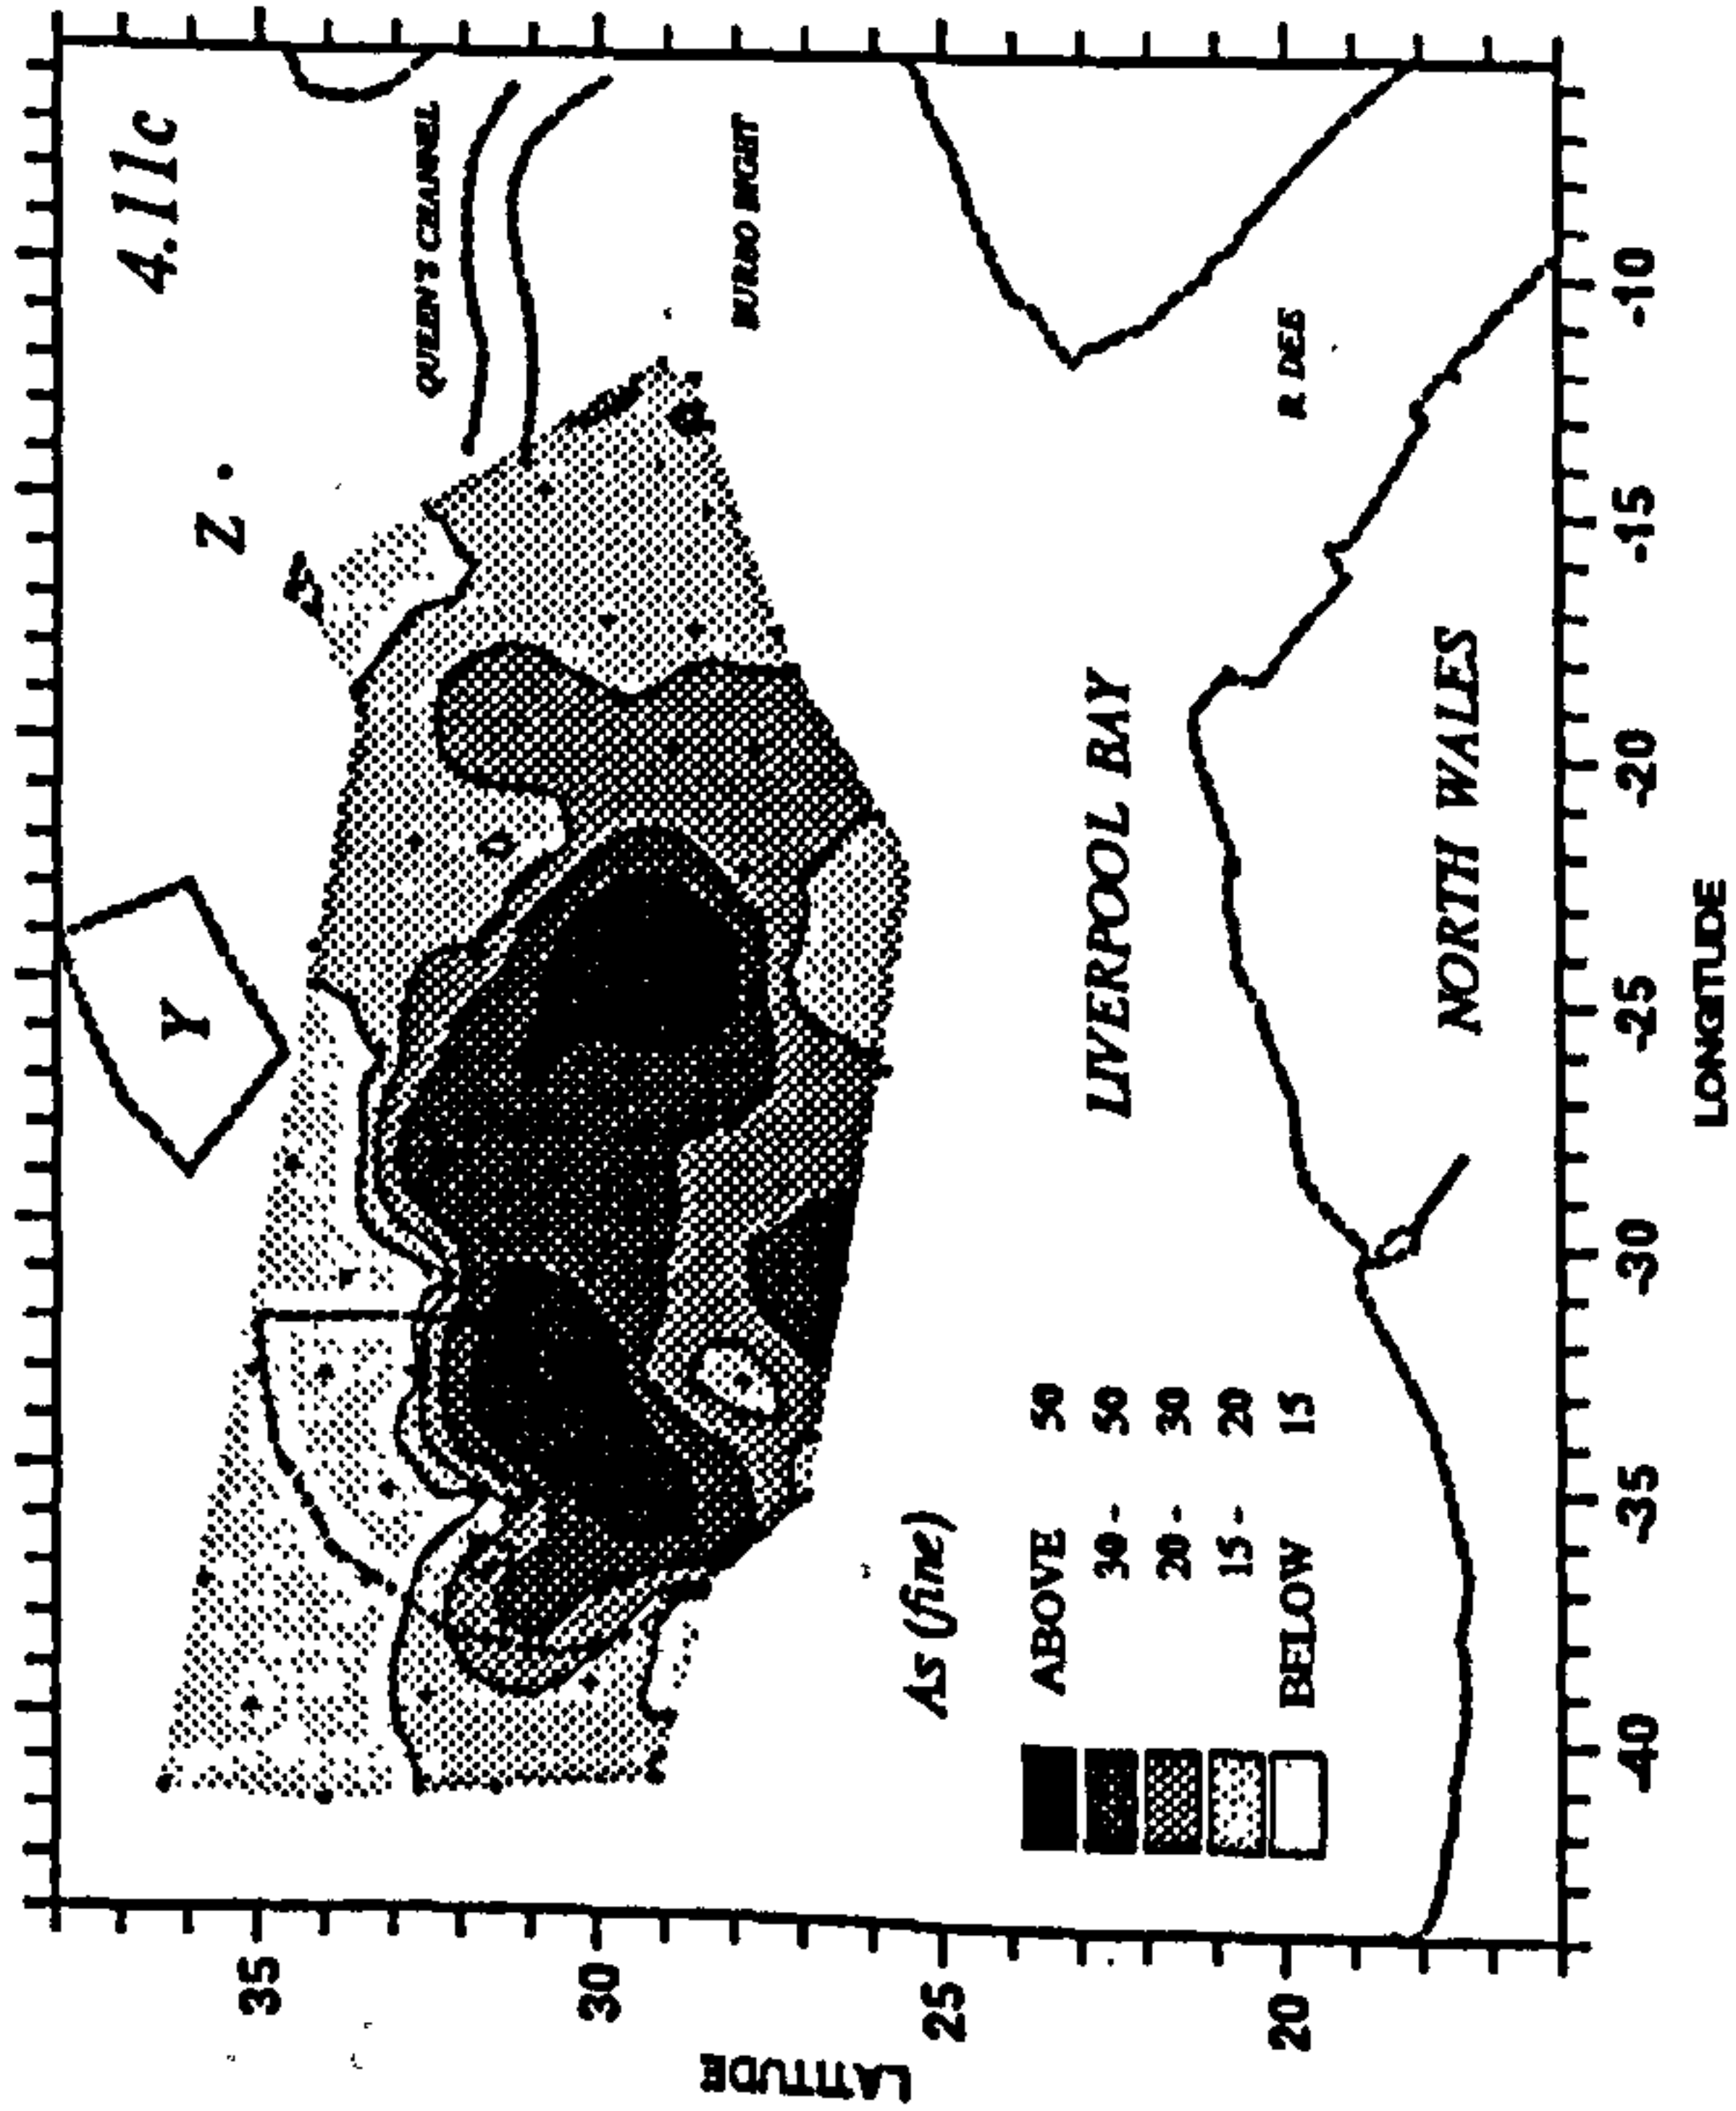 4.11c
Z
Y
QUEEN'S CHANNEL
BURBO BIGHT
R. DEE
LIVERPOOL BAY
NORTH WALES
As (fine)
ABOVE 50
30 - 50
20 - 30
15 - 20
BELOW 15
35
30
25
20
LATITUDE
-40
-35
-30
-25
-20
-15
-10
LONGITUDE